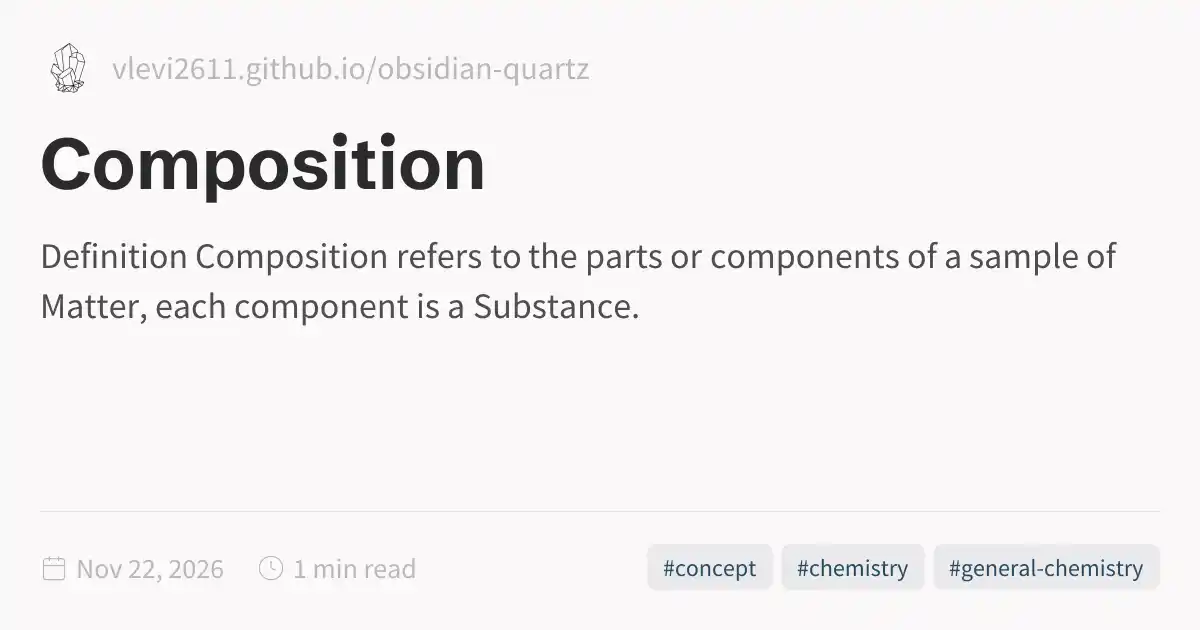 vlevi2611.github.io/obsidian-quartz
Composition
Definition Composition refers to the parts or components of a sample of
Matter, each component is a Substance.
Nov 22, 2026 1 min read #concept #chemistry #general-chemistry